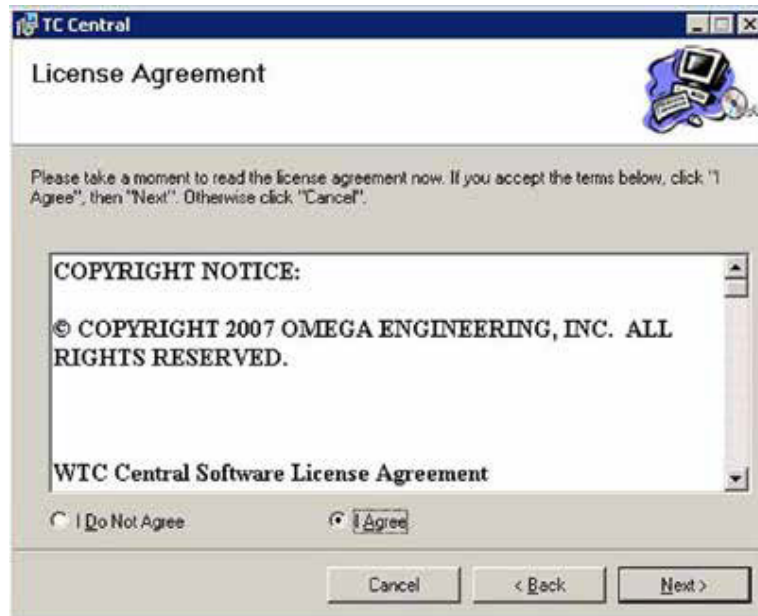 TC Central
License Agreement
Please take a moment to read the license agreement now. If you accept the terms below, click "I
Agree", then "Next". Otherwise click "Cancel".
COPYRIGHT NOTICE:
© COPYRIGHT 2007 OMEGA ENGINEERING, INC. ALL
RIGHTS RESERVED.
WTC Central Software License Agreement
I Do Not Agree
I Agree
Cancel
< Back
Next >